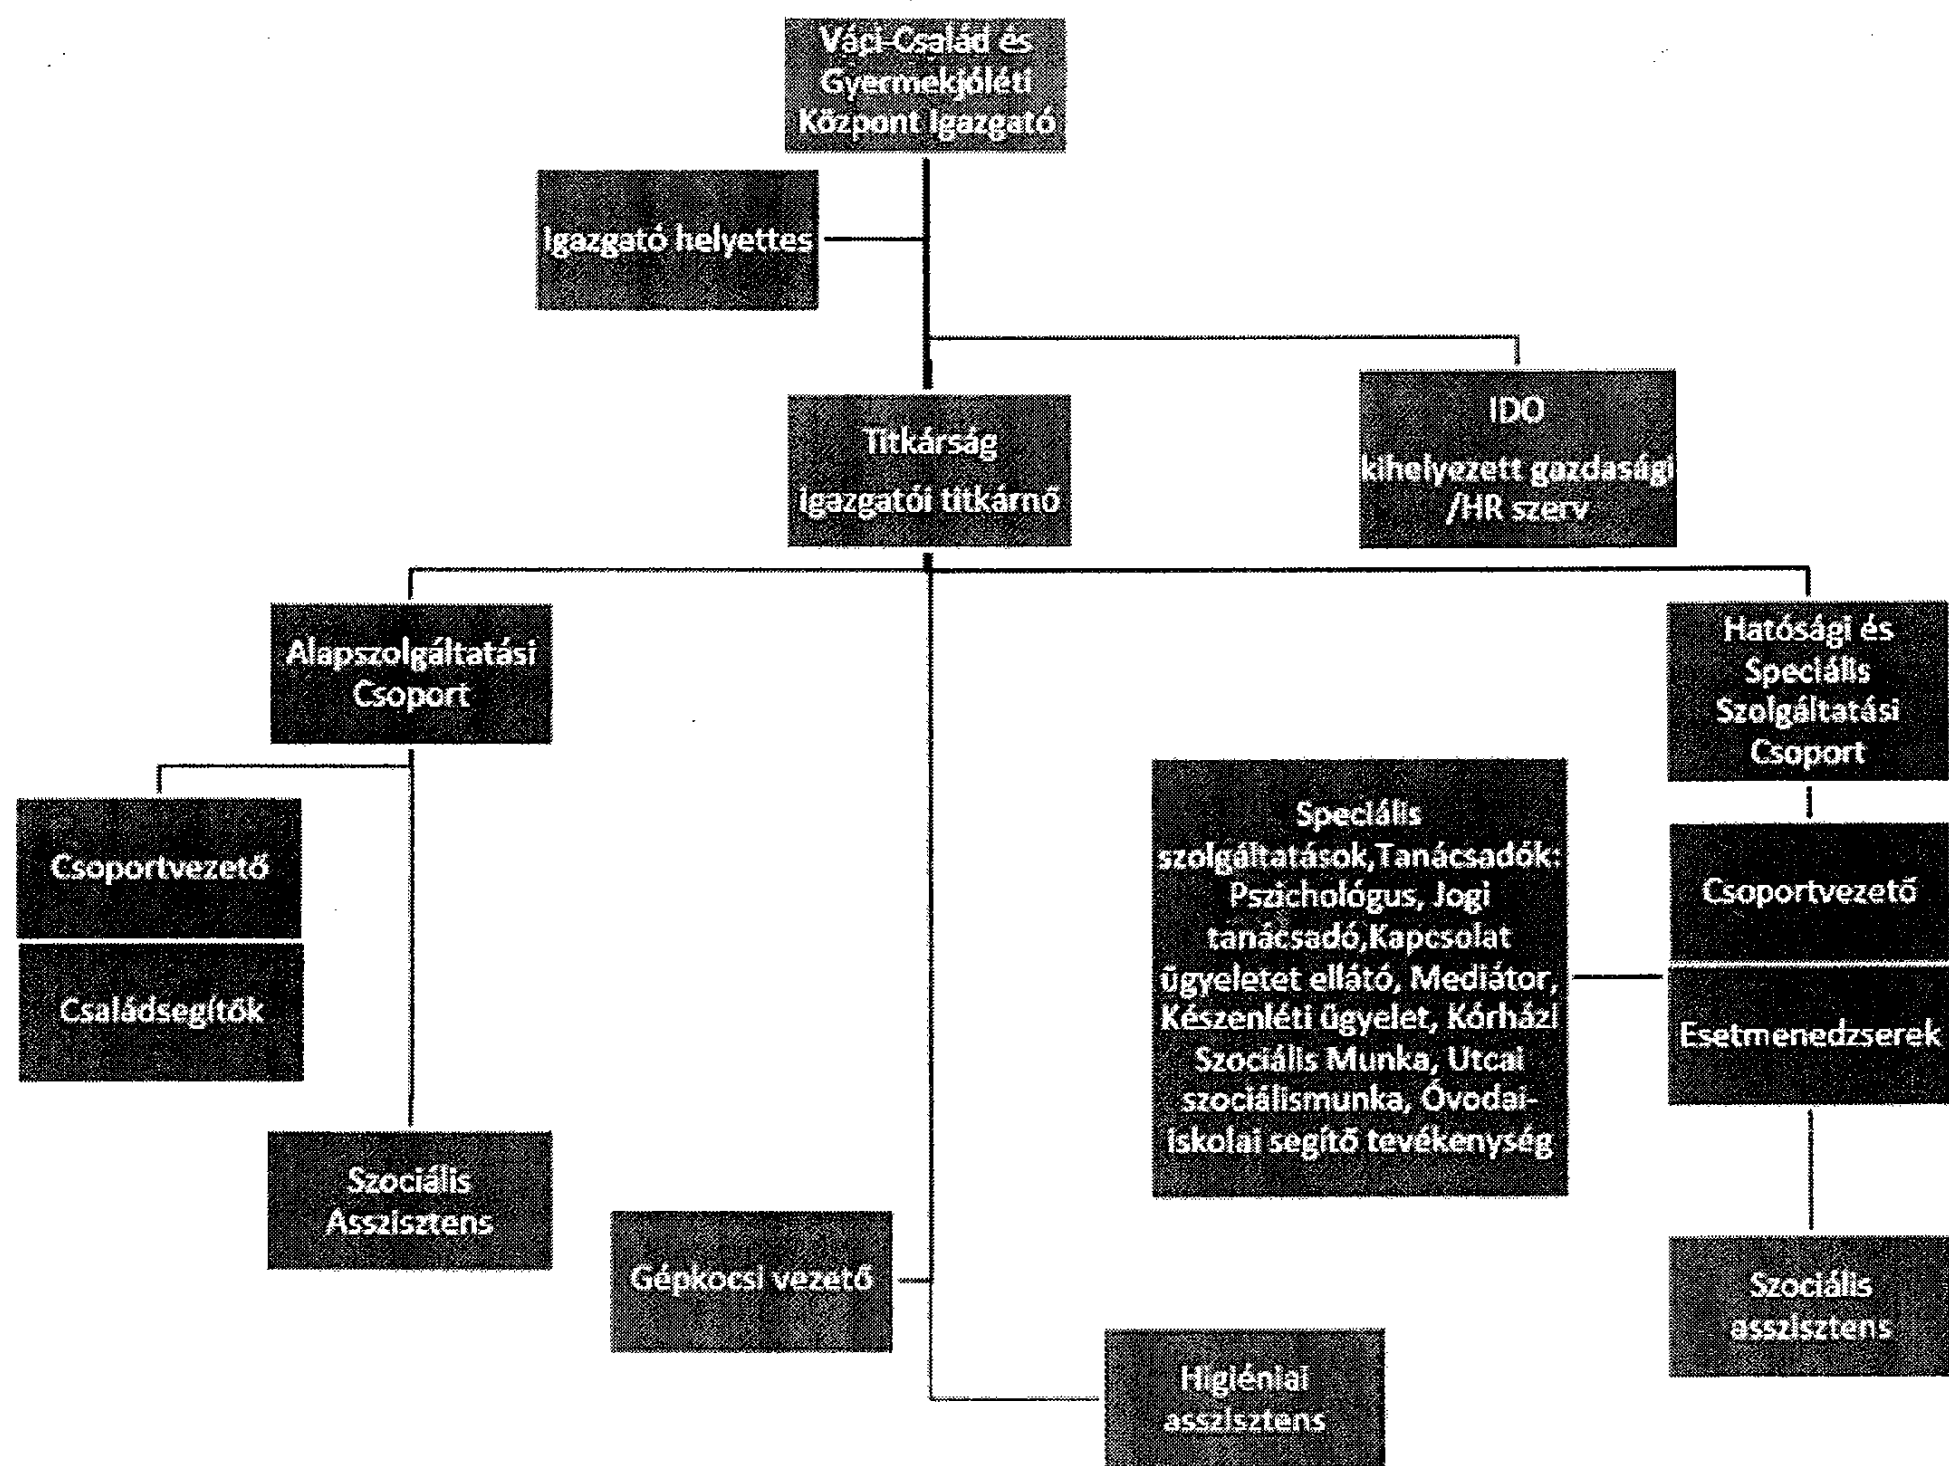 Váci-Család és
Gyermekjóléti
Központ Igazgató
Igazgató helyettes
Titkárság
igazgatói titkárnő
IDO
kihelyezett gazdasági
/HR szerv
Alapszolgáltatási
Csoport
Csoportvezető
Családsegítők
Szociális
Asszisztens
Gépkocsi vezető
Higiéniai
asszisztens
Speciális
szolgáltatások,Tanácsadók:
Pszichológus, Jogi
tanácsadó,Kapcsolat
ügyeletet ellátó, Mediátor,
Készenléti ügyelet, Kórházi
Szociális Munka, Utcai
szociálismunka, Óvodai-
iskolai segítő tevékenység
Hatósági és
Speciális
Szolgáltatási
Csoport
Csoportvezető
Esetmenedzserek
Szociális
asszisztens